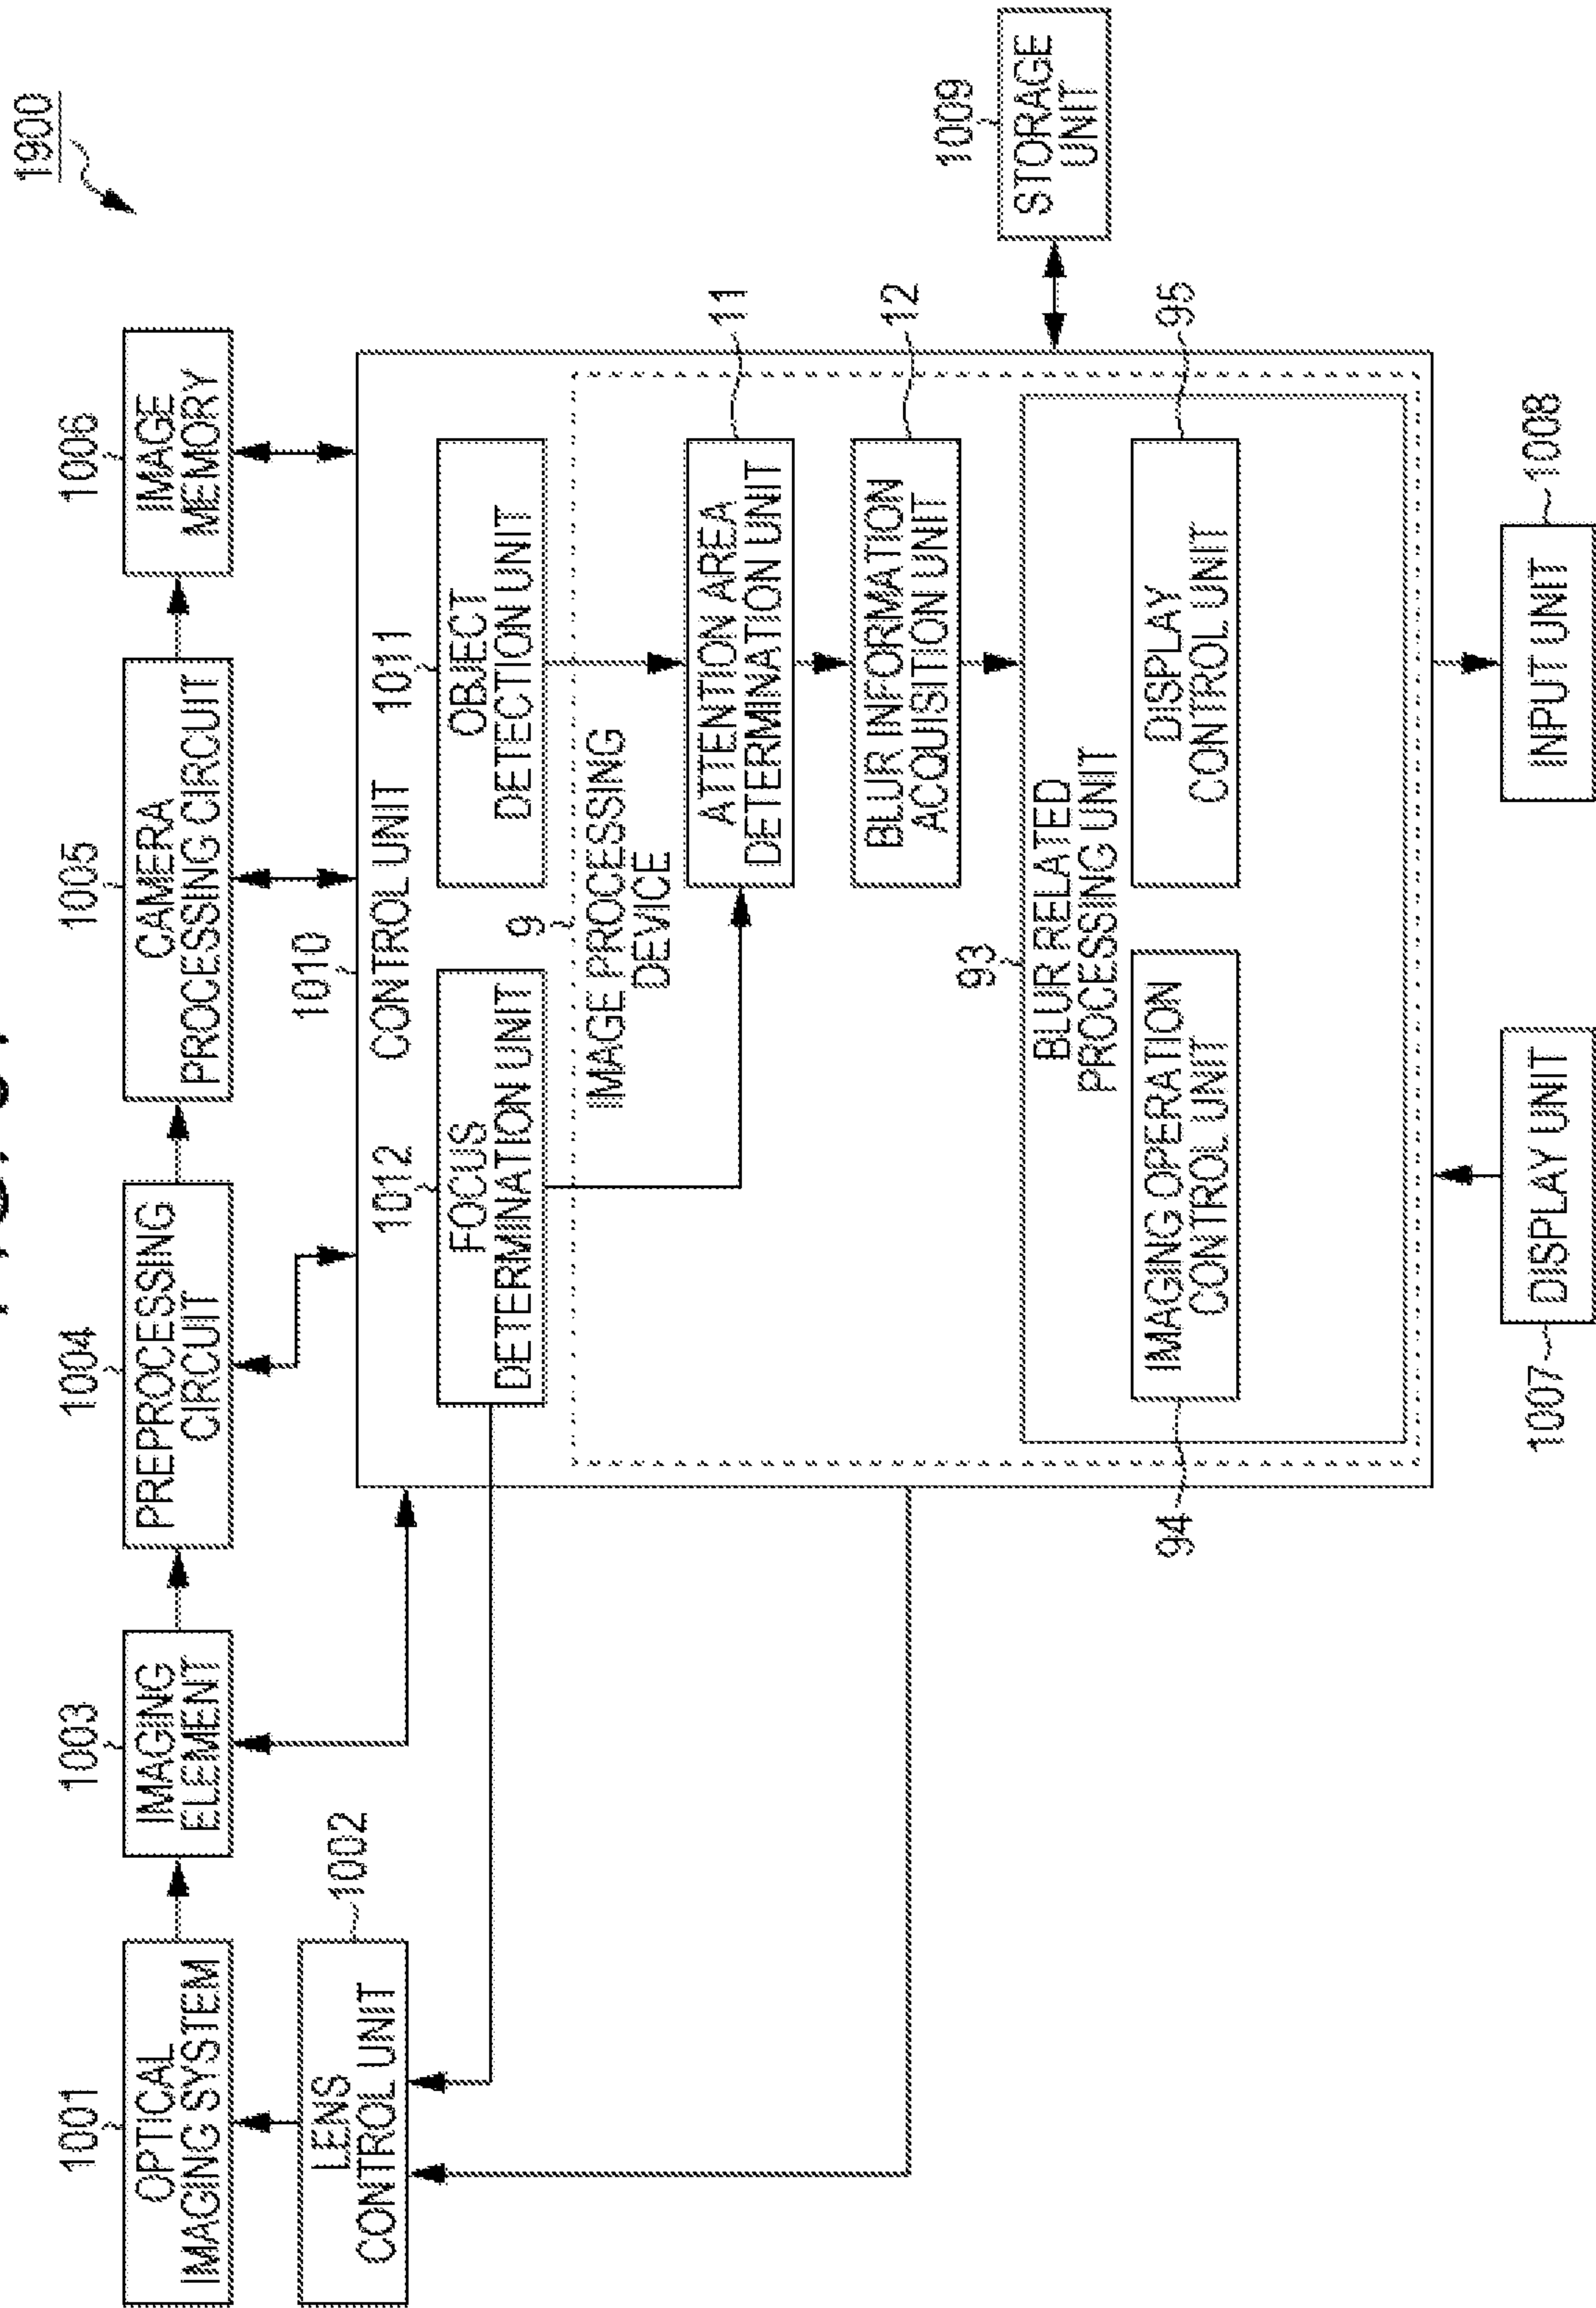 1900
1001
OPTICAL
IMAGING SYSTEM
1003
IMAGING
ELEMENT
1004
PREPROCESSING
CIRCUIT
1005
CAMERA
PROCESSING CIRCUIT
1006
IMAGE
MEMORY
1002
LENS
CONTROL UNIT
1010
CONTROL UNIT
1012
FOCUS
DETERMINATION UNIT
1011
OBJECT
DETECTION UNIT
9
IMAGE PROCESSING
DEVICE
11
ATTENTION AREA
DETERMINATION UNIT
12
BLUR INFORMATION
ACQUISITION UNIT
93
BLUR RELATED
PROCESSING UNIT
94
IMAGING OPERATION
CONTROL UNIT
95
DISPLAY
CONTROL UNIT
1009
STORAGE
UNIT
1007
DISPLAY UNIT
1008
INPUT UNIT